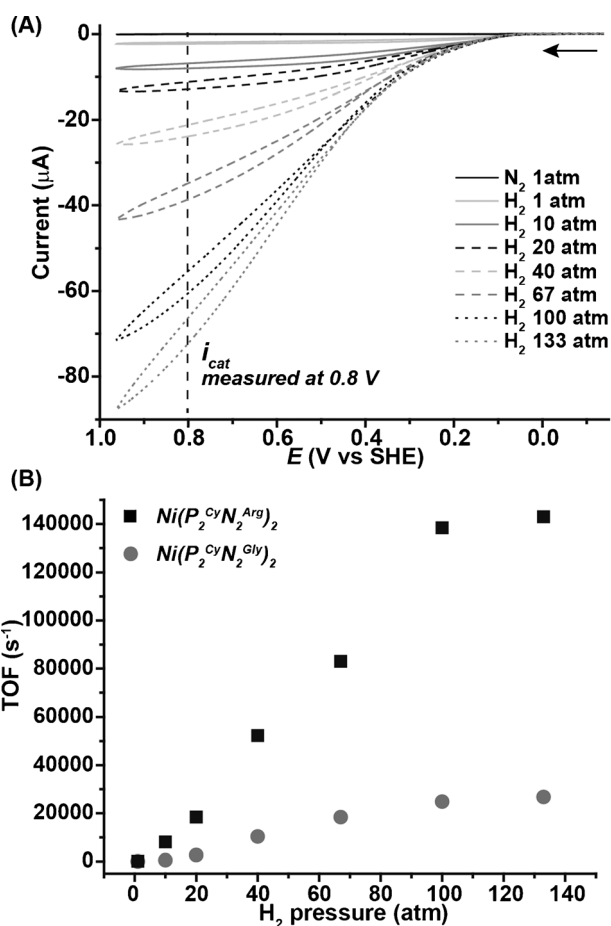 (A)
0
-20
-40
-60
-80
Current (μA)
N₂ 1atm
H₂ 1 atm
H₂ 10 atm
H₂ 20 atm
H₂ 40 atm
H₂ 67 atm
H₂ 100 atm
H₂ 133 atm
i_cat
measured at 0.8 V
1.0 0.8 0.6 0.4 0.2 0.0
E (V vs SHE)
(B)
Ni(P₂ᶜʸN₂ᴬʳᵍ)₂
Ni(P₂ᶜʸN₂ᴳˡʸ)₂
140000
120000
100000
80000
60000
40000
20000
0
TOF (s⁻¹)
0 20 40 60 80 100 120 140
H₂ pressure (atm)